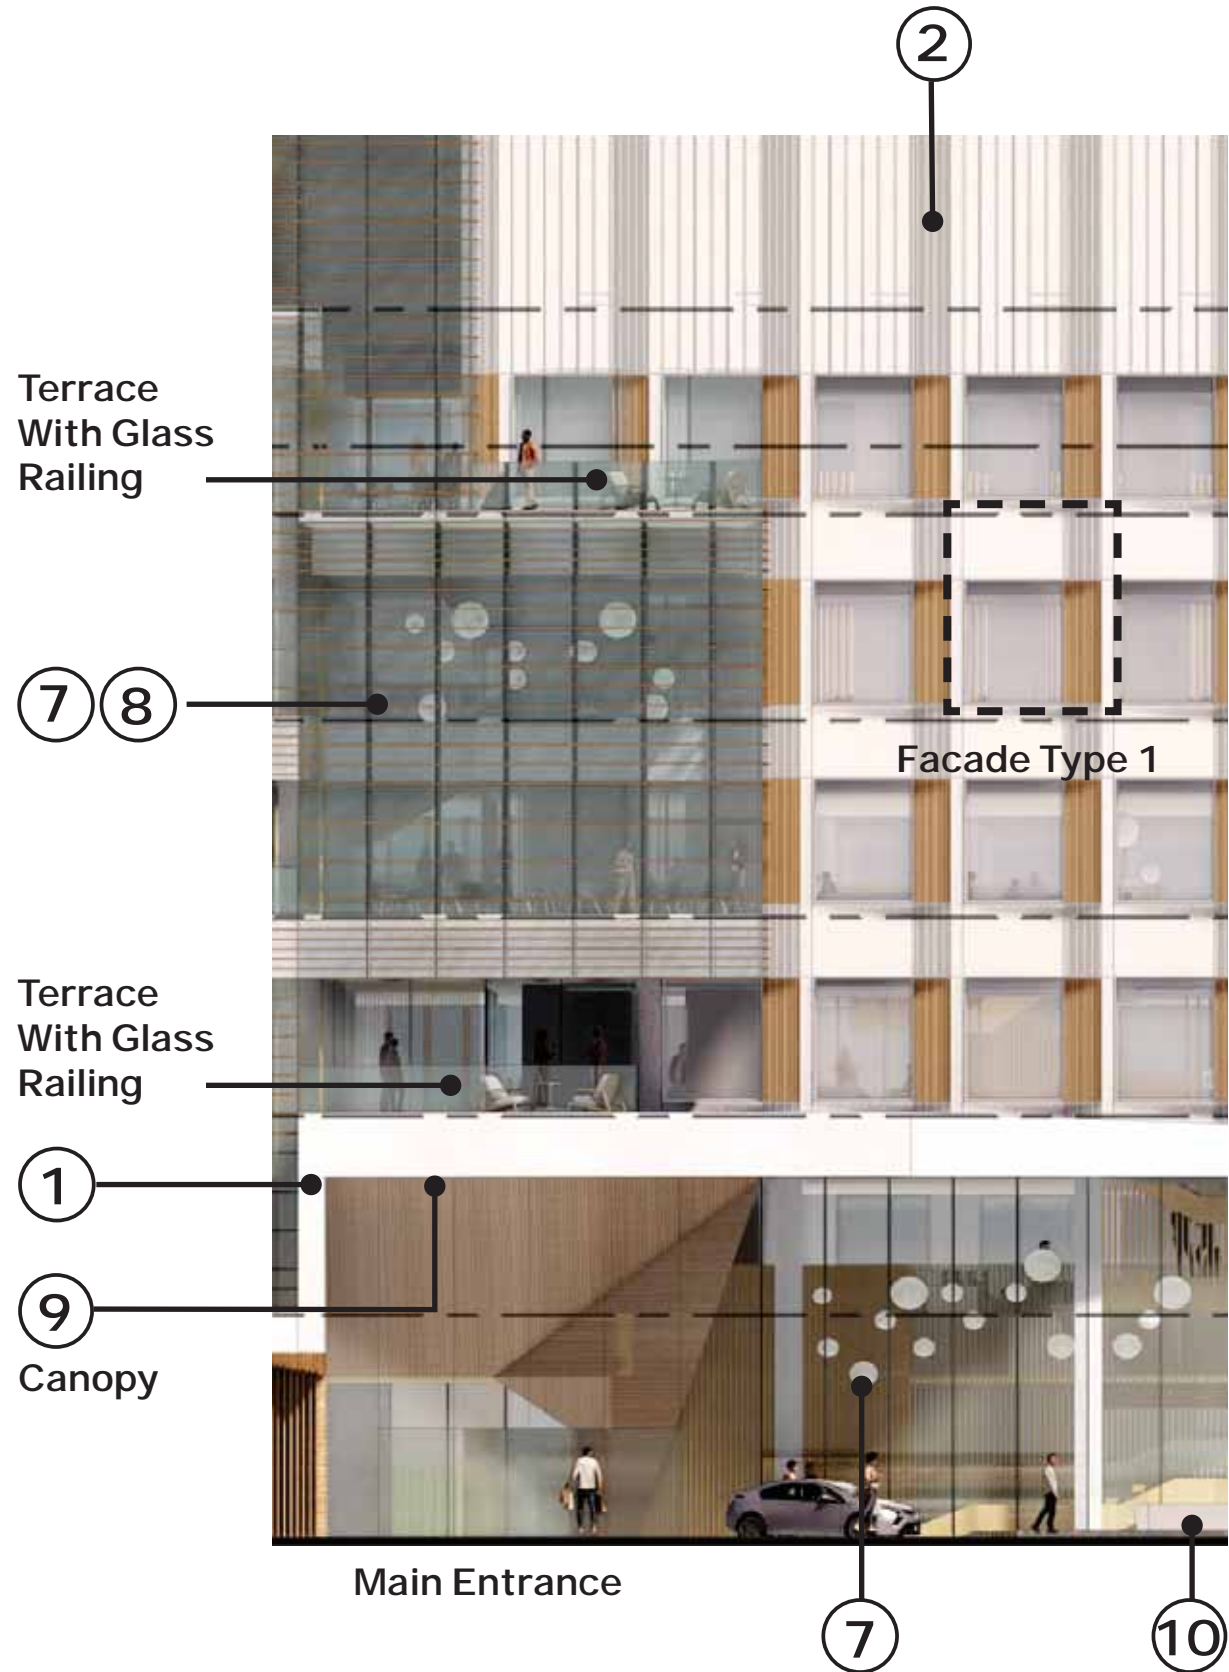 2
Terrace
With Glass
Railing
7 8
Facade Type 1
Terrace
With Glass
Railing
1
9
Canopy
Main Entrance
7
10